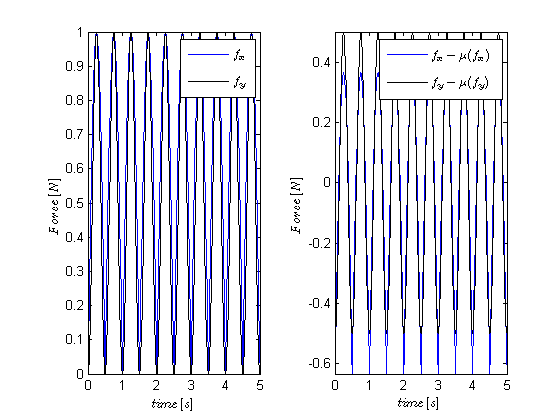 1
0.9
0.8
0.7
0.6
0.5
0.4
0.3
0.2
0.1
0
0 1 2 3 4 5
Force [N]
time [s]
f_x
f_y
0.4
0.2
0
-0.2
-0.4
-0.6
0 1 2 3 4 5
Force [N]
time [s]
f_x − μ(f_x)
f_y − μ(f_y)